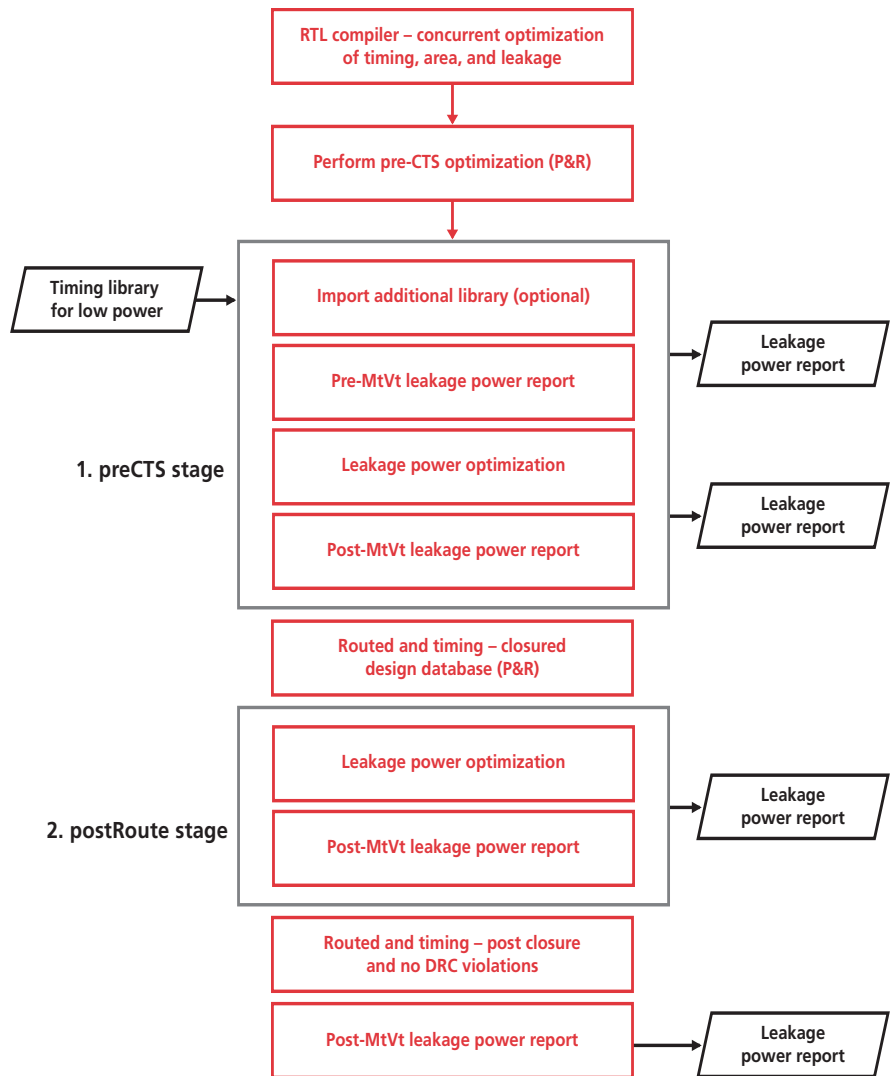 RTL compiler – concurrent optimization
of timing, area, and leakage
Perform pre-CTS optimization (P&R)
Timing library
for low power
Import additional library (optional)
Pre-MtVt leakage power report
Leakage
power report
1. preCTS stage
Leakage power optimization
Post-MtVt leakage power report
Leakage
power report
Routed and timing – closured
design database (P&R)
2. postRoute stage
Leakage power optimization
Post-MtVt leakage power report
Leakage
power report
Routed and timing – post closure
and no DRC violations
Post-MtVt leakage power report
Leakage
power report